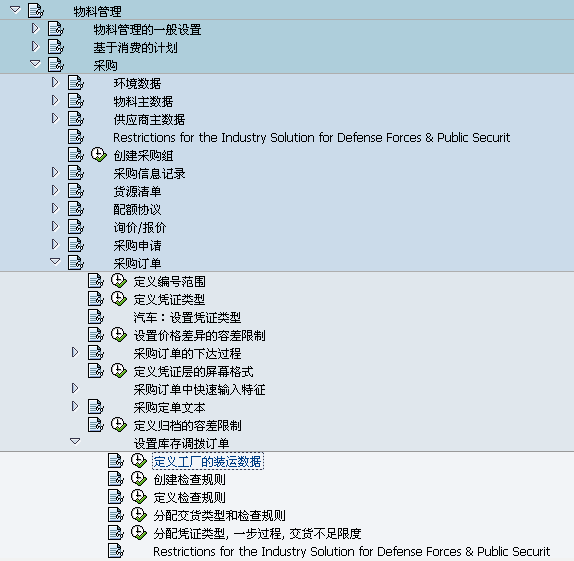 物料管理
物料管理的一般设置
基于消费的计划
采购
环境数据
物料主数据
供应商主数据
Restrictions for the Industry Solution for Defense Forces & Public Securit
创建采购组
采购信息记录
货源清单
配额协议
询价/报价
采购申请
采购订单
定义编号范围
定义凭证类型
汽车：设置凭证类型
设置价格差异的容差限制
采购订单的下达过程
定义凭证层的屏幕格式
采购订单中快速输入特征
采购定单文本
定义归档的容差限制
设置库存调拨订单
定义工厂的装运数据
创建检查规则
定义检查规则
分配交货类型和检查规则
分配凭证类型, 一步过程, 交货不足限度
Restrictions for the Industry Solution for Defense Forces & Public Securit